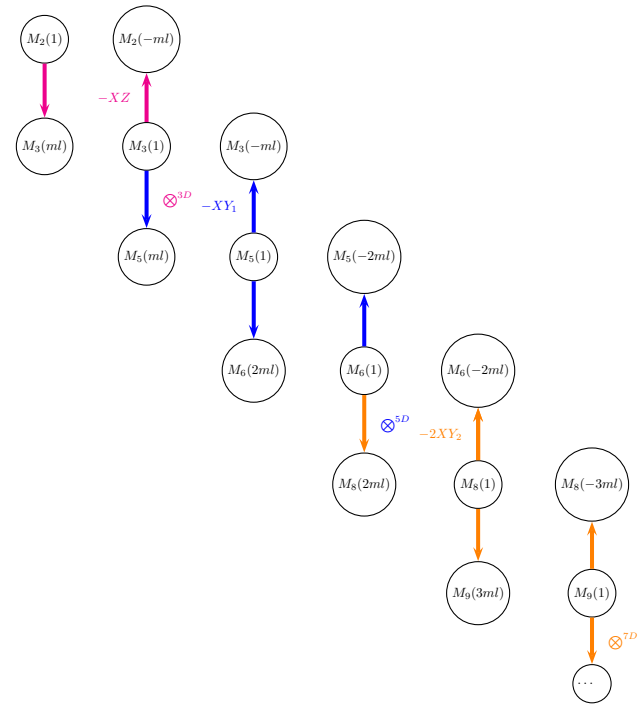 M₂(1)
M₂(−ml)
−XZ
M₃(ml)
M₃(1)
M₃(−ml)
⊗³ᴰ
−XY₁
M₅(ml)
M₅(1)
M₅(−2ml)
M₆(2ml)
M₆(1)
M₆(−2ml)
⊗⁵ᴰ
−2XY₂
M₈(2ml)
M₈(1)
M₈(−3ml)
M₉(3ml)
M₉(1)
⊗⁷ᴰ
...